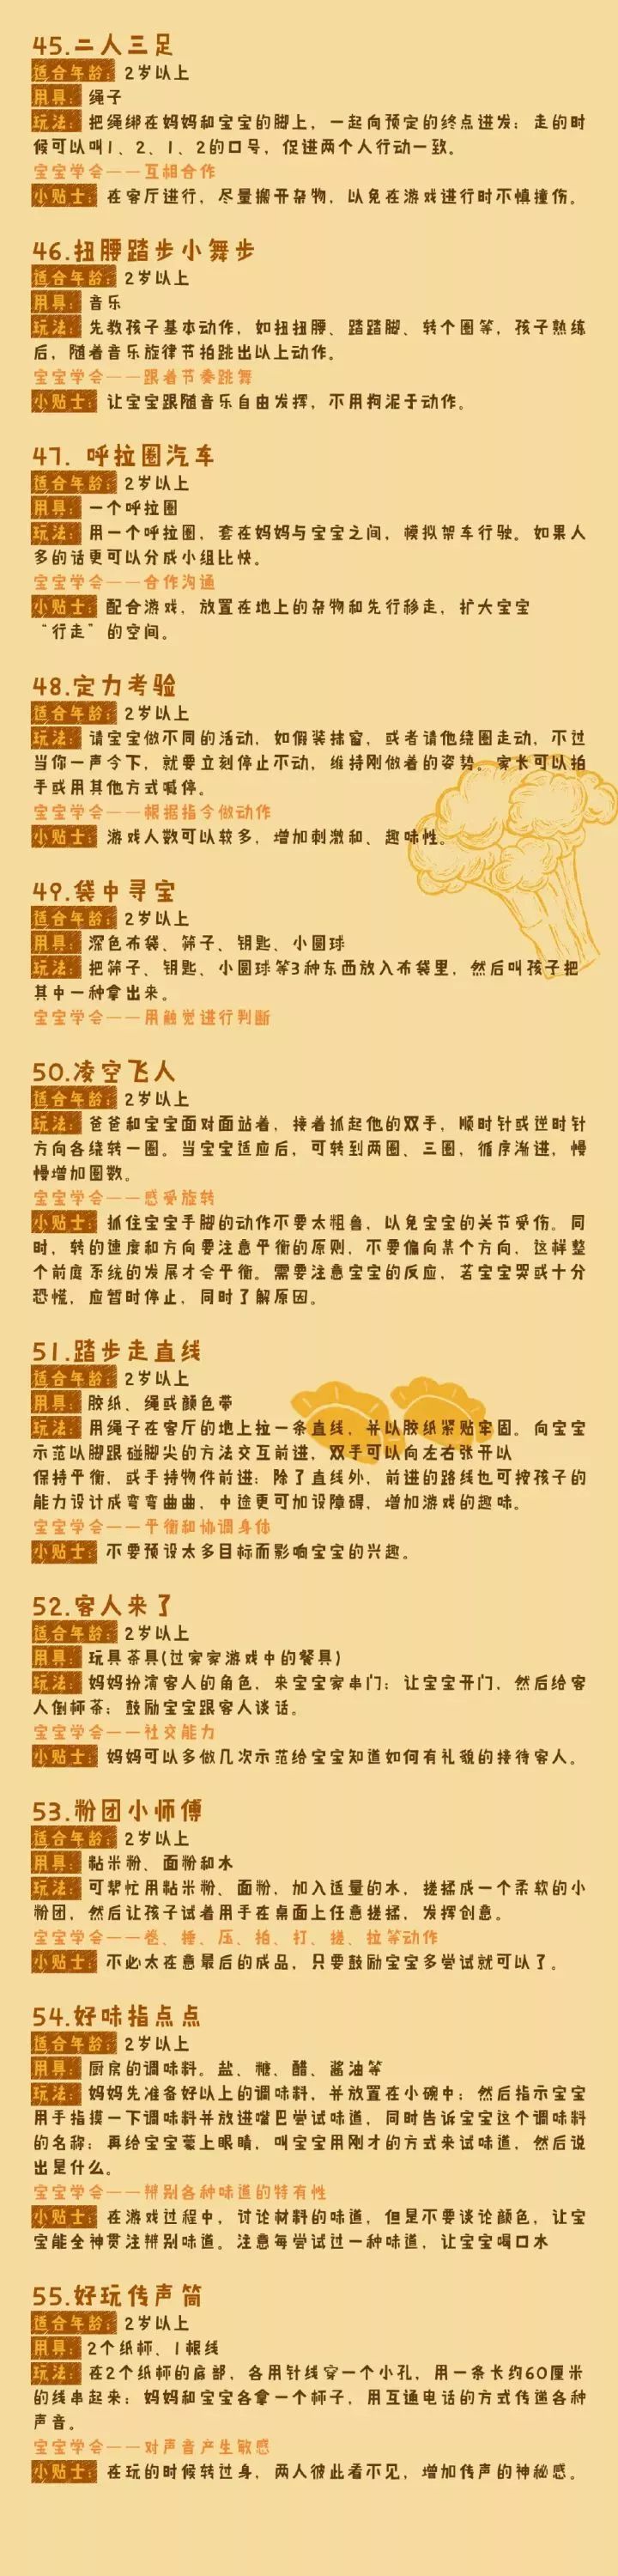 45.二人三足
适合年龄：2岁以上
用具：绳子
玩法：把绳绑在妈妈和宝宝的脚上，一起向预定的终点进发；走的时
候可以叫1、2、1、2的口号，促进两个人行动一致。
宝宝学会——互相合作
小贴士：在客厅进行，尽量搬开杂物，以免在游戏进行时不慎撞伤。
46.扭腰踏步小舞步
适合年龄：2岁以上
用具：音乐
玩法：先教孩子基本动作，如扭扭腰、踏踏脚、转个圈等，孩子熟练
后，随着音乐旋律节拍跳出以上动作。
宝宝学会——跟着节奏跳舞
小贴士：让宝宝跟随音乐自由发挥，不用拘泥于动作。
47. 呼拉圈汽车
适合年龄：2岁以上
用具：一个呼拉圈
玩法：用一个呼拉圈，套在妈妈与宝宝之间，模拟架车行驶。如果人
多的话更可以分成小组比快。
宝宝学会——合作沟通
小贴士：配合游戏，放置在地上的杂物和先行移走，扩大宝宝
“行走”的空间。
48.定力考验
适合年龄：2岁以上
玩法：请宝宝做不同的活动，如假装抹窗，或者请他绕圈走动，不过
当你一声令下，就要立刻停止不动，维持刚做着的姿势。家长可以拍
手或用其他方式喊停。
宝宝学会——根据指令做动作
小贴士：游戏人数可以较多，增加刺激和、趣味性。
49.袋中寻宝
适合年龄：2岁以上
用具：深色布袋、筛子、钥匙、小圆球
玩法：把筛子、钥匙、小圆球等3种东西放入布袋里，然后叫孩子把
其中一种拿出来。
宝宝学会——用触觉进行判断
50.凌空飞人
适合年龄：2岁以上
玩法：爸爸和宝宝面对面站着，接着抓起他的双手，顺时针或逆时针
方向各绕转一圈。当宝宝适应后，可转到两圈、三圈，循序渐进，慢
慢增加圈数。
宝宝学会——感受旋转
小贴士：抓住宝宝手脚的动作不要太粗鲁，以免宝宝的关节受伤。同
时，转的速度和方向要注意平衡的原则，不要偏向某个方向，这样整
个前庭系统的发展才会平衡。需要注意宝宝的反应，若宝宝哭或十分
恐慌，应暂时停止，同时了解原因。
51.踏步走直线
适合年龄：2岁以上
用具：胶纸、绳或颜色带
玩法：用绳子在客厅的地上拉一条直线，并以胶纸紧贴牢固。向宝宝
示范以脚跟碰脚尖的方法交互前进，双手可以向左右张开以
保持平衡，或手持物件前进；除了直线外，前进的路线也可按孩子的
能力设计成弯弯曲曲，中途更可加设障碍，增加游戏的趣味。
宝宝学会——平衡和协调身体
小贴士：不要预设太多目标而影响宝宝的兴趣。
52.客人来了
适合年龄：2岁以上
用具：玩具茶具(过家家游戏中的餐具)
玩法：妈妈扮演客人的角色，来宝宝家串门；让宝宝开门，然后给客
人倒杯茶；鼓励宝宝跟客人谈话。
宝宝学会——社交能力
小贴士：妈妈可以多做几次示范给宝宝知道如何有礼貌的接待客人。
53.粉团小师傅
适合年龄：2岁以上
用具：黏米粉、面粉和水
玩法：可帮忙用黏米粉、面粉，加入适量的水，搓揉成一个柔软的小
粉团，然后让孩子试着用手在桌面上任意搓揉，发挥创意。
宝宝学会——卷、捶、压、拍、打、搓、拉等动作
小贴士：不必太在意最后的成品，只要鼓励宝宝多尝试就可以了。
54.好味指点点
适合年龄：2岁以上
用具：厨房的调味料。盐、糖、醋、酱油等
玩法：妈妈先准备好以上的调味料，并放置在小碗中；然后指示宝宝
用手指摸一下调味料并放进嘴巴尝试味道，同时告诉宝宝这个调味料
的名称；再给宝宝蒙上眼睛，叫宝宝用刚才的方式来试味道，然后说
出是什么。
宝宝学会——辨别各种味道的特有性
小贴士：在游戏过程中，讨论材料的味道，但是不要谈论颜色，让宝
宝能全神贯注辨别味道。注意每尝试过一种味道，让宝宝喝口水
55.好玩传声筒
适合年龄：2岁以上
用具：2个纸杯、1根线
玩法：在2个纸杯的底部，各用针线穿一个小孔，用一条长约60厘米
的线串起来；妈妈和宝宝各拿一个杯子，用互通电话的方式传递各种
声音。
宝宝学会——对声音产生敏感
小贴士：在玩的时候转过身，两人彼此看不见，增加传声的神秘感。